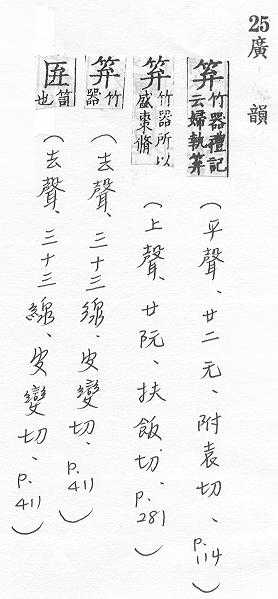 25廣韻
笲竹器禮記云婦執笲（平聲、廿二元、附袁切、p.114）
笲竹器所以盛棗脩（上聲、廿阮、扶飯切、p.281）
笲竹器（去聲、三十三線、皮變切、p.411）
匥笥也（去聲、三十三線、皮變切、p.411）